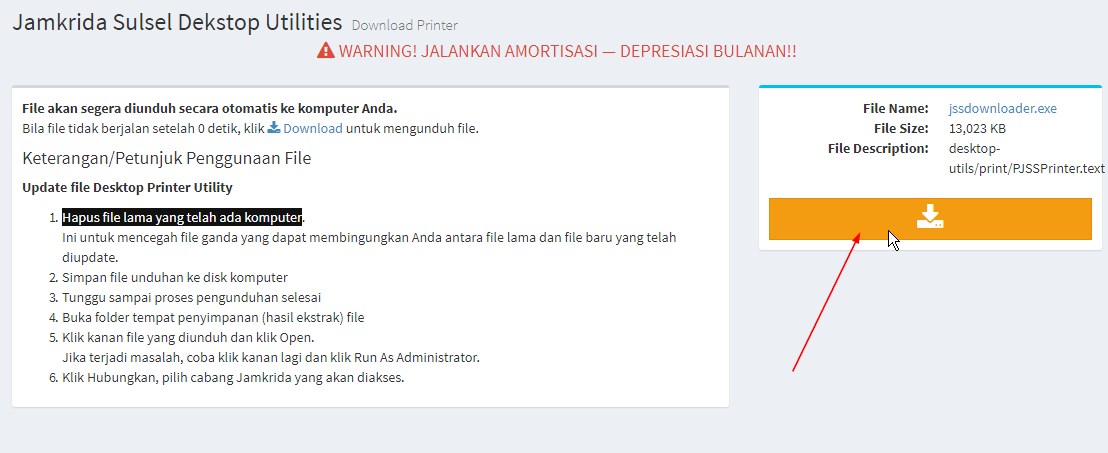 Jamkrida Sulsel Dekstop Utilities Download Printer
WARNING! JALANKAN AMORTISASI — DEPRESIASI BULANAN!!
File akan segera diunduh secara otomatis ke komputer Anda.
Bila file tidak berjalan setelah 0 detik, klik Download untuk mengunduh file.
Keterangan/Petunjuk Penggunaan File
Update file Desktop Printer Utility
1. Hapus file lama yang telah ada komputer.
Ini untuk mencegah file ganda yang dapat membingungkan Anda antara file lama dan file baru yang telah
diupdate.
2. Simpan file unduhan ke disk komputer
3. Tunggu sampai proses pengunduhan selesai
4. Buka folder tempat penyimpanan (hasil ekstrak) file
5. Klik kanan file yang diunduh dan klik Open.
Jika terjadi masalah, coba klik kanan lagi dan klik Run As Administrator.
6. Klik Hubungkan, pilih cabang Jamkrida yang akan diakses.
File Name: jssdownloader.exe
File Size: 13,023 KB
File Description: desktop-
utils/print/PJSSPrinter.text